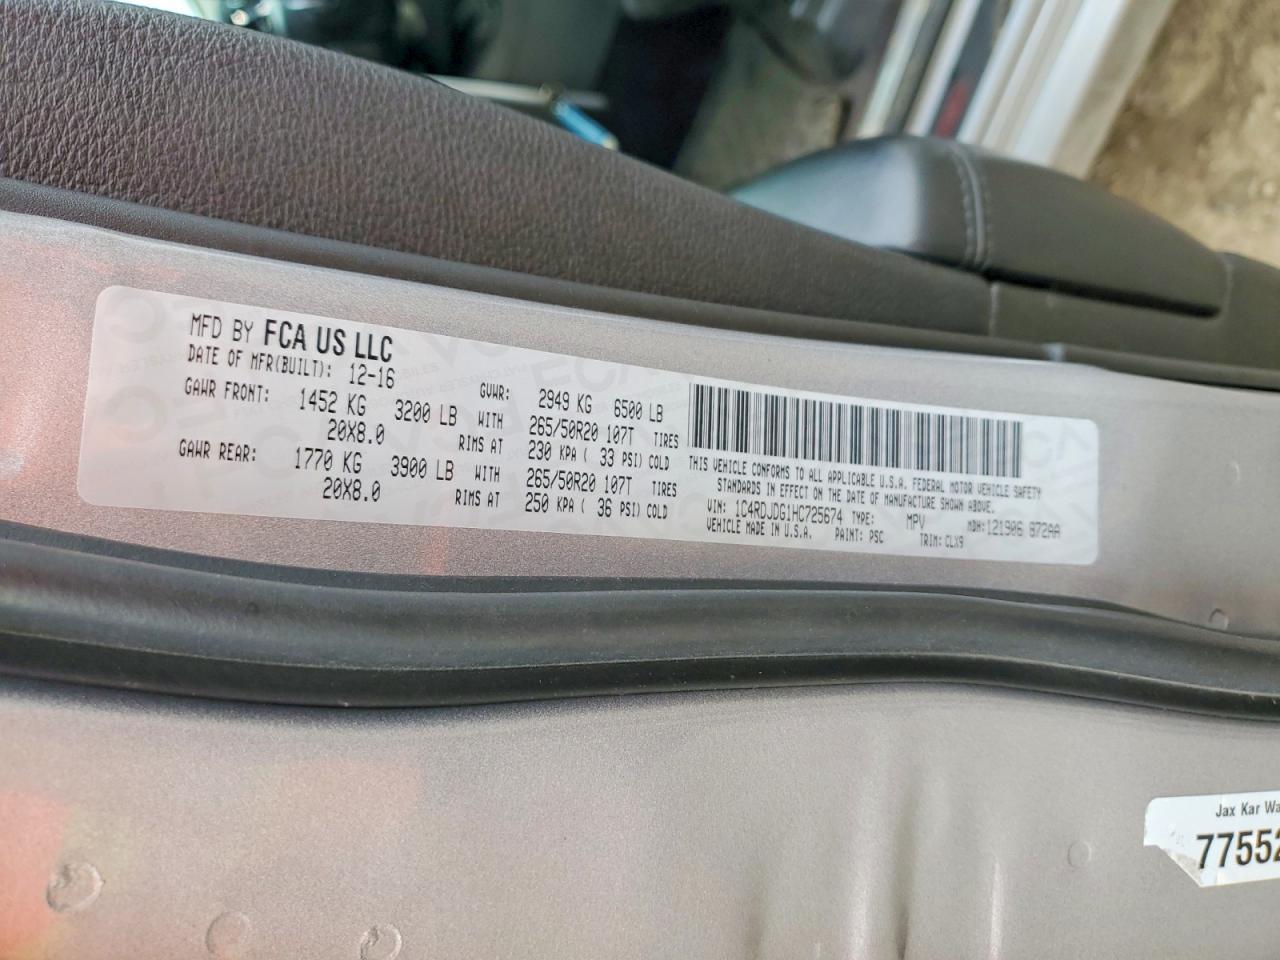 MFD BY FCA US LLC
DATE OF MFR(BUILT): 12-16 GVWR: 2949 KG 6500 LB
GAWR FRONT: 1452 KG 3200 LB WITH 265/50R20 107T TIRES
20X8.0 RIMS AT 230 KPA ( 33 PSI) COLD
GAWR REAR: 1770 KG 3900 LB WITH 265/50R20 107T TIRES
20X8.0 RIMS AT 250 KPA ( 36 PSI) COLD
THIS VEHICLE CONFORMS TO ALL APPLICABLE U.S.A. FEDERAL MOTOR VEHICLE SAFETY
STANDARDS IN EFFECT ON THE DATE OF MANUFACTURE SHOWN ABOVE.
VIN: 1C4RDJDG1HC725674 TYPE: MPV MDH: 121906 872AA
VEHICLE MADE IN U.S.A. PAINT: PSC TRIM: CLX9
Jax Kar Wa
77552